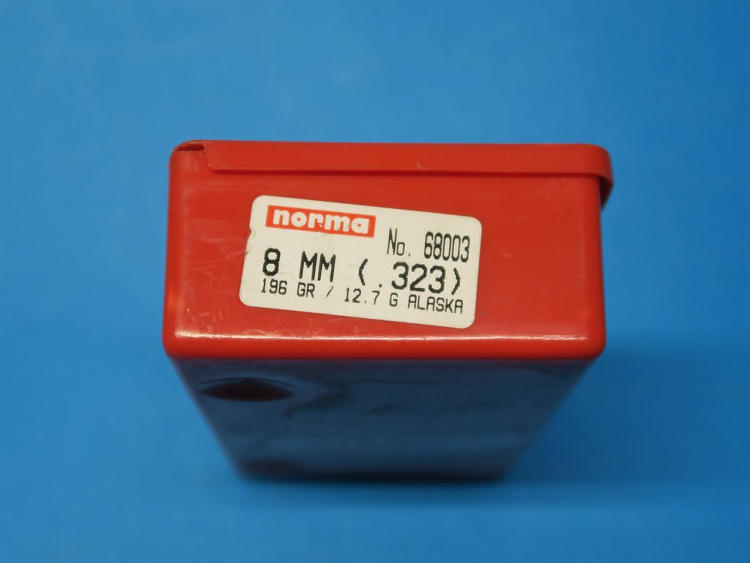 norma
No. 68003
8 MM (.323)
196 GR / 12.7 G ALASKA